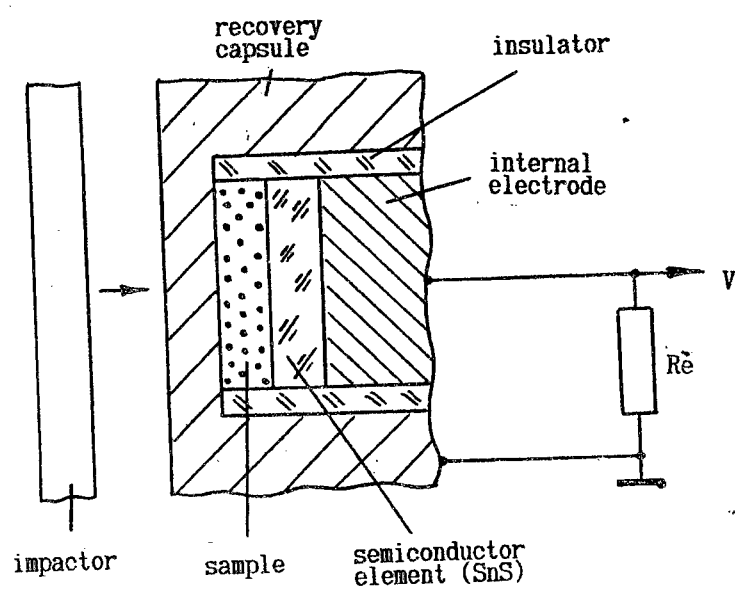 recovery
capsule
insulator
internal
electrode
V
Re
impactor
sample
semiconductor
element (SnS)